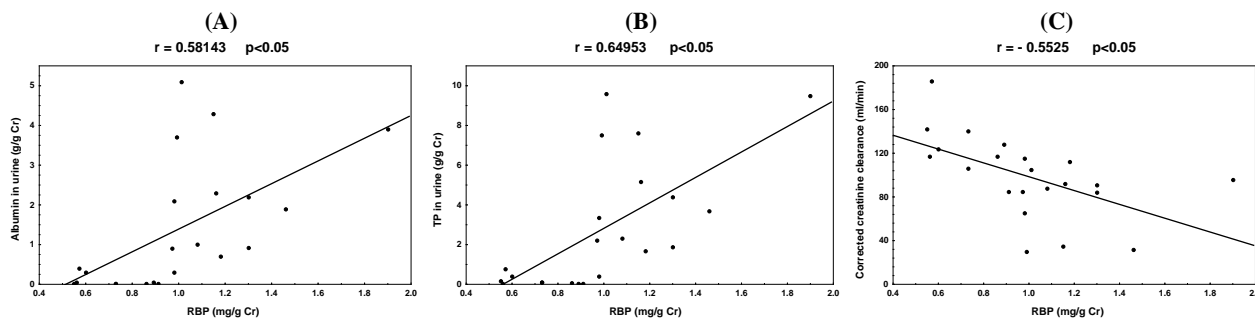 (A)
r = 0.58143 p<0.05
Albumin in urine (g/g Cr)
5
4
3
2
1
0
0.4 0.6 0.8 1.0 1.2 1.4 1.6 1.8 2.0
RBP (mg/g Cr)
(B)
r = 0.64953 p<0.05
TP in urine (g/g Cr)
10
8
6
4
2
0
0.4 0.6 0.8 1.0 1.2 1.4 1.6 1.8 2.0
RBP (mg/g Cr)
(C)
r = - 0.5525 p<0.05
Corrected creatinine clearance (ml/min)
200
160
120
80
40
0
0.4 0.6 0.8 1.0 1.2 1.4 1.6 1.8 2.0
RBP (mg/g Cr)